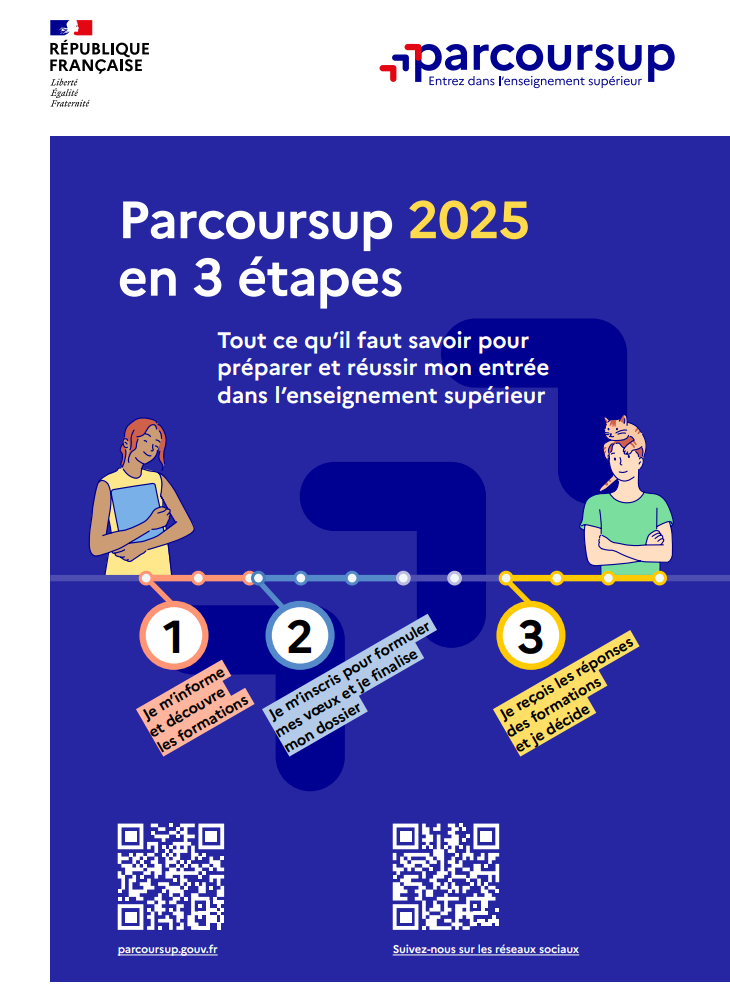 RÉPUBLIQUE
FRANÇAISE
Liberté
Égalité
Fraternité
parcoursup
Entrez dans l'enseignement supérieur
Parcoursup 2025
en 3 étapes
Tout ce qu'il faut savoir pour
préparer et réussir mon entrée
dans l'enseignement supérieur
1
Je m'informe
et découvre
les formations
2
Je m'inscris pour formuler
mes vœux et je finalise
mon dossier
3
Je reçois les réponses
des formations
et je décide
parcoursup.gouv.fr
Suivez-nous sur les réseaux sociaux